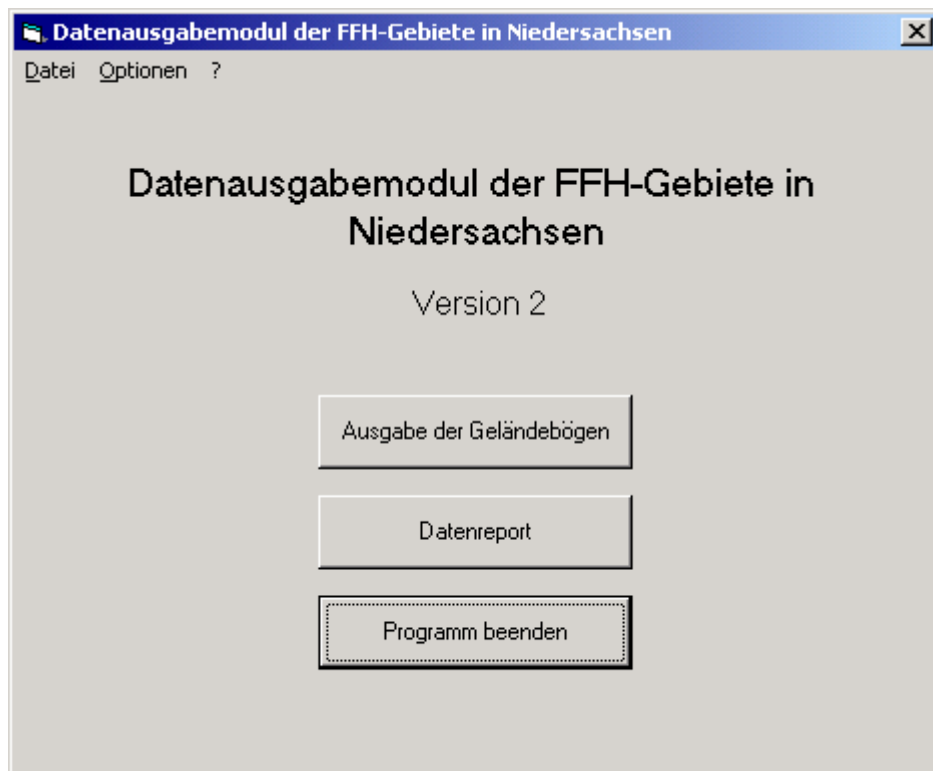 Datenausgabemodul der FFH-Gebiete in Niedersachsen
Datei Optionen ?
Datenausgabemodul der FFH-Gebiete in
Niedersachsen
Version 2
Ausgabe der Geländebögen
Datenreport
Programm beenden